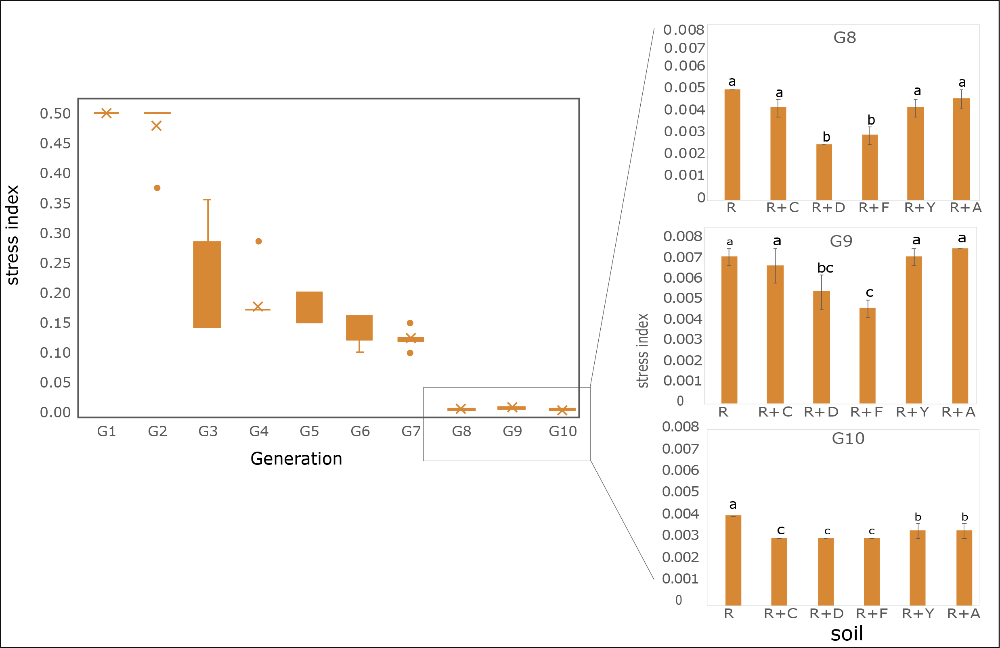 stress index
0.50
0.45
0.40
0.35
0.30
0.25
0.20
0.15
0.10
0.05
0.00
G1 G2 G3 G4 G5 G6 G7 G8 G9 G10
Generation
G8
0.008
0.007
0.006
0.005
0.004
0.003
0.002
0.001
0
a a b b a a
R R+C R+D R+F R+Y R+A
stress index
G9
0.008
0.007
0.006
0.005
0.004
0.003
0.002
0.001
0
a a bc c a a
R R+C R+D R+F R+Y R+A
G10
0.008
0.007
0.006
0.005
0.004
0.003
0.002
0.001
0
a c c c b b
R R+C R+D R+F R+Y R+A
soil